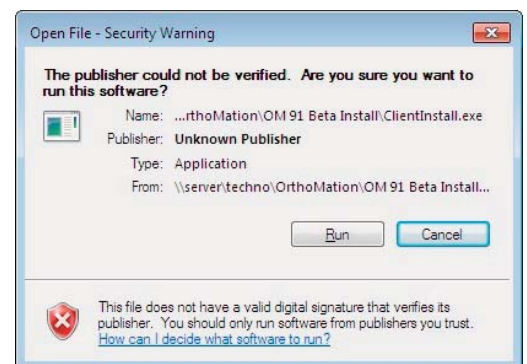 Open File - Security Warning
The publisher could not be verified. Are you sure you want to
run this software?
Name: ...rthoMation\OM 91 Beta Install\ClientInstall.exe
Publisher: Unknown Publisher
Type: Application
From: \\server\techno\OrthoMation\OM 91 Beta Install...
Run Cancel
This file does not have a valid digital signature that verifies its
publisher. You should only run software from publishers you trust.
How can I decide what software to run?